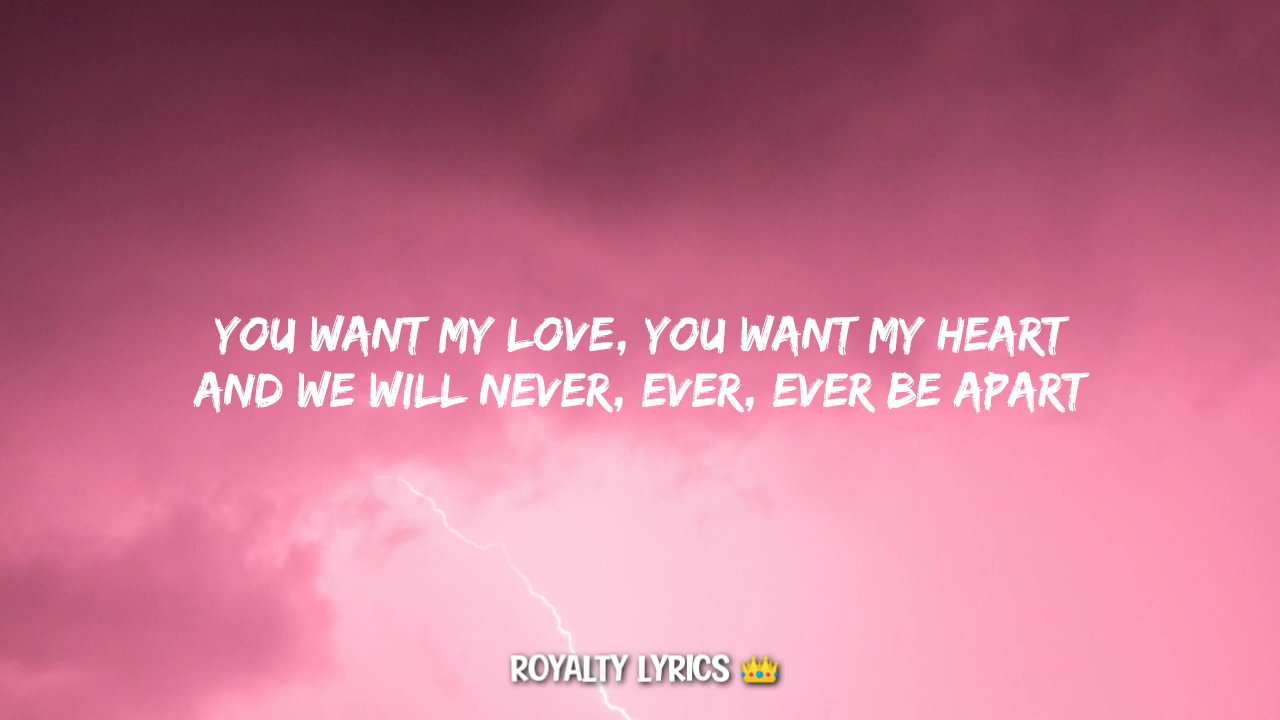 YOU WANT MY LOVE, YOU WANT MY HEART
AND WE WILL NEVER, EVER, EVER BE APART
ROYALTY LYRICS 👑